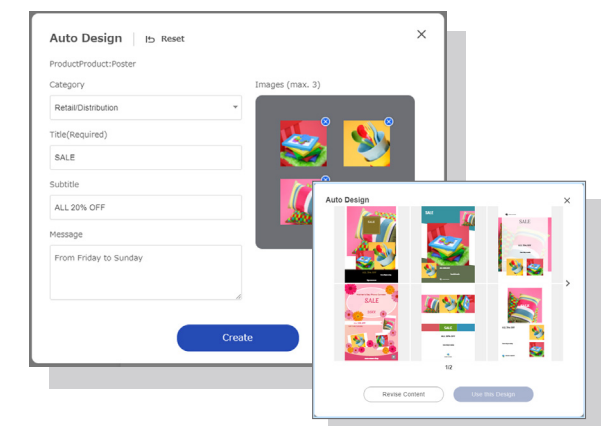 Auto Design
Reset
ProductProduct:Poster
Category
Retail/Distribution
Title(Required)
SALE
Subtitle
ALL 20% OFF
Message
From Friday to Sunday
Images (max. 3)
Create
Auto Design
SALE
SALE
SALE
SALE
1/2
Revise Content
Use this Design